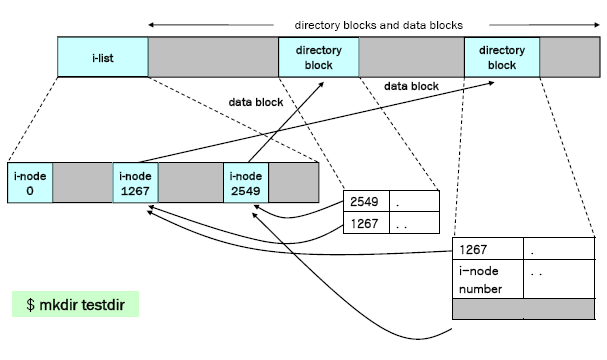 directory blocks and data blocks
i-list
directory
block
directory
block
data block
data block
i-node
0
i-node
1267
i-node
2549
2549 .
1267 . .
1267 .
i-node . .
number
$ mkdir testdir